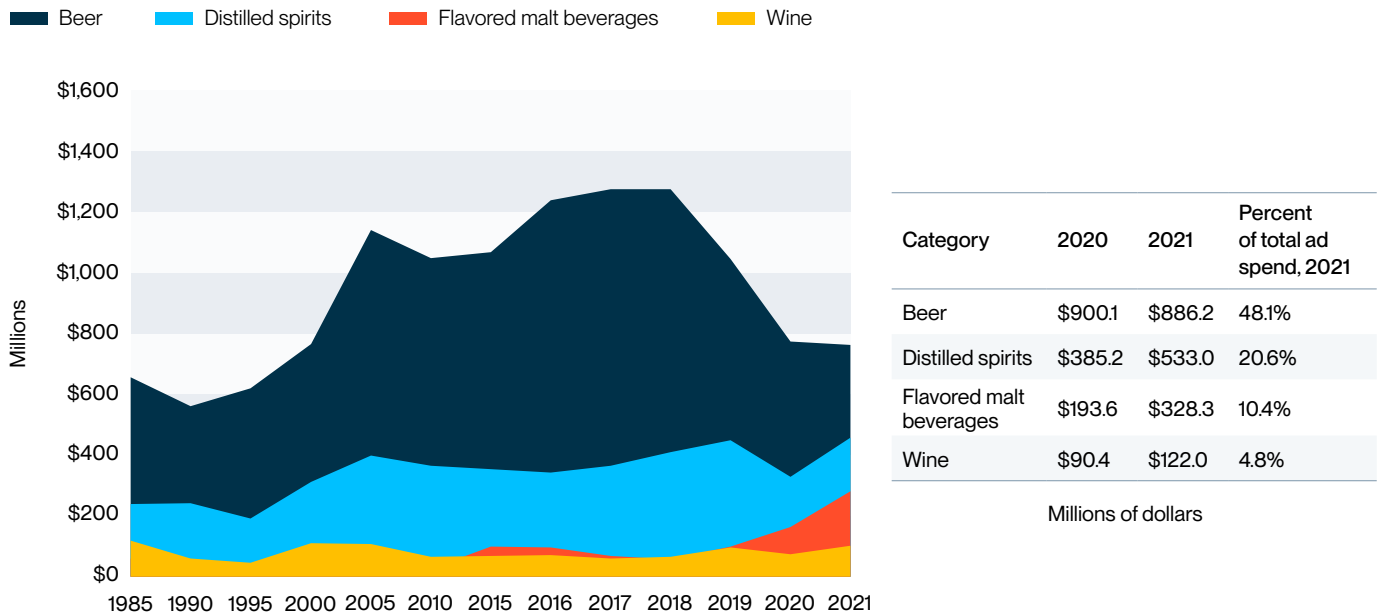 Beer Distilled spirits Flavored malt beverages Wine
$1,600
$1,400
$1,200
$1,000
$800
$600
$400
$200
$0
Millions
1985 1990 1995 2000 2005 2010 2015 2016 2017 2018 2019 2020 2021
Category 2020 2021 Percent
of total ad
spend, 2021
Beer $900.1 $886.2 48.1%
Distilled spirits $385.2 $533.0 20.6%
Flavored malt
beverages $193.6 $328.3 10.4%
Wine $90.4 $122.0 4.8%
Millions of dollars